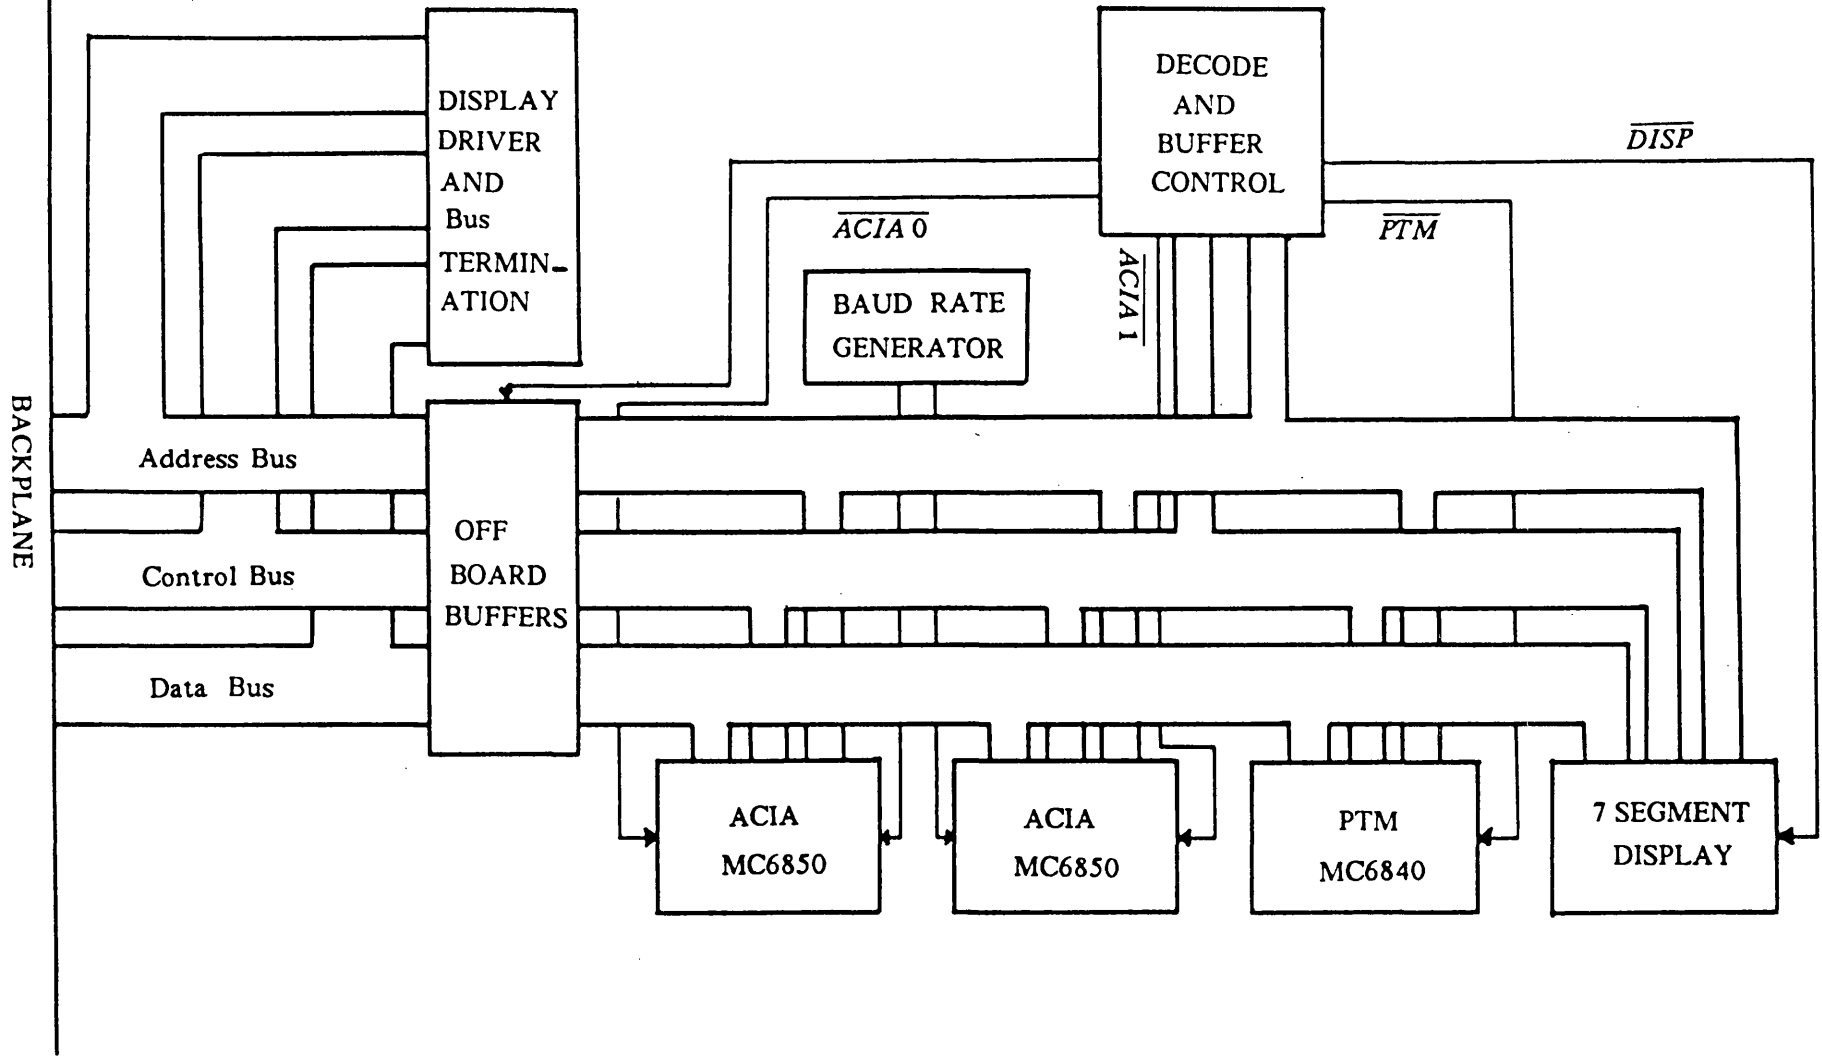 DISPLAY
DRIVER
AND
Bus
TERMIN-
ATION
DECODE
AND
BUFFER
CONTROL
DISP
ACIA 0
PTM
ACIA 1
BAUD RATE
GENERATOR
BACKPLANE
Address Bus
Control Bus
Data Bus
OFF
BOARD
BUFFERS
ACIA
MC6850
ACIA
MC6850
PTM
MC6840
7 SEGMENT
DISPLAY